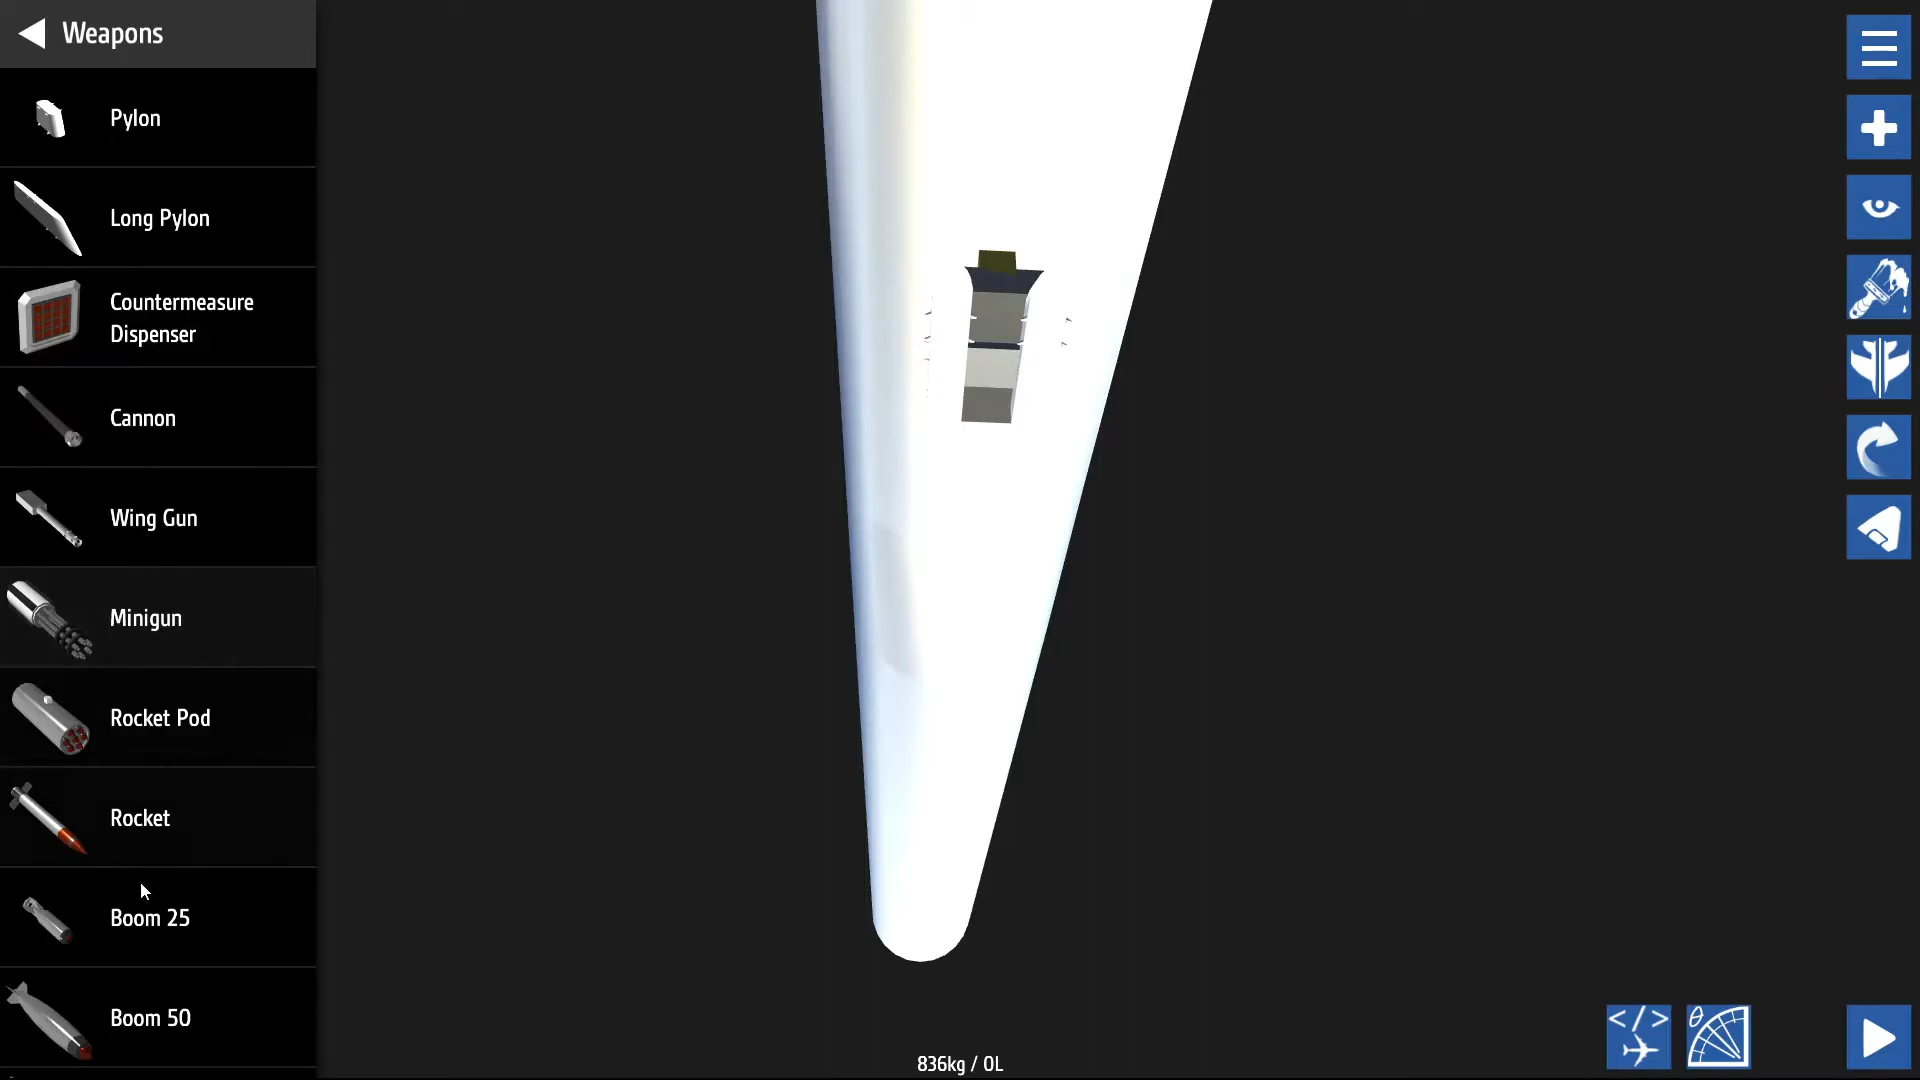 Weapons
Pylon
Long Pylon
Countermeasure
Dispenser
Cannon
Wing Gun
Minigun
Rocket Pod
Rocket
Boom 25
Boom 50
836kg / 0L
</>
θ